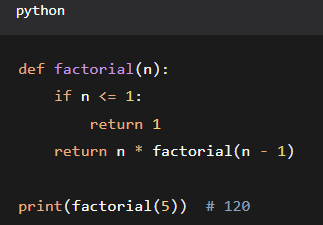 python
def factorial(n):
    if n <= 1:
        return 1
    return n * factorial(n - 1)
print(factorial(5))  # 120